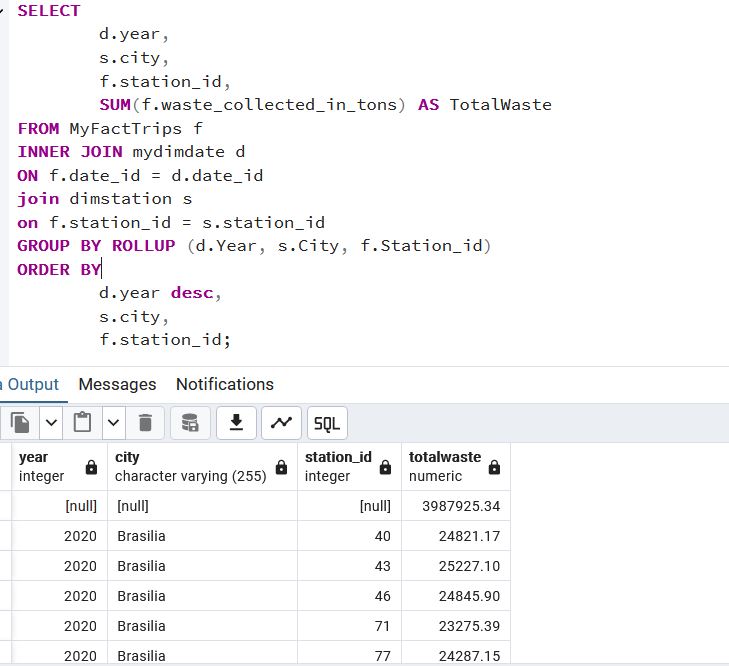 SELECT
d.year,
s.city,
f.station_id,
SUM(f.waste_collected_in_tons) AS TotalWaste
FROM MyFactTrips f
INNER JOIN mydimdate d
ON f.date_id = d.date_id
join dimstation s
on f.station_id = s.station_id
GROUP BY ROLLUP (d.Year, s.City, f.Station_id)
ORDER BY
d.year desc,
s.city,
f.station_id;
Output Messages Notifications
SQL
year city station_id totalwaste
integer character varying (255) integer numeric
[null] [null] [null] 3987925.34
2020 Brasilia 40 24821.17
2020 Brasilia 43 25227.10
2020 Brasilia 46 24845.90
2020 Brasilia 71 23275.39
2020 Brasilia 77 24287.15